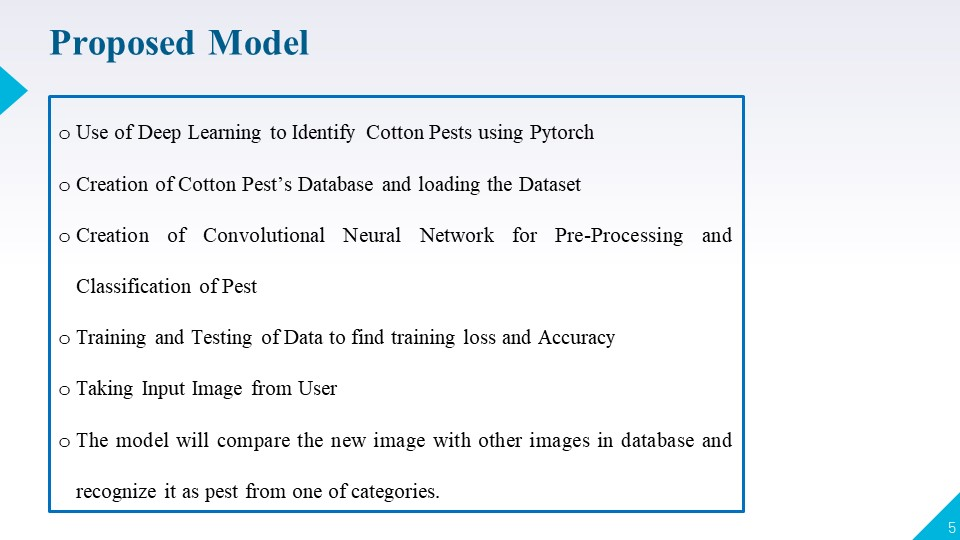 Proposed Model
o Use of Deep Learning to Identify Cotton Pests using Pytorch
o Creation of Cotton Pest’s Database and loading the Dataset
o Creation of Convolutional Neural Network for Pre-Processing and
Classification of Pest
o Training and Testing of Data to find training loss and Accuracy
o Taking Input Image from User
o The model will compare the new image with other images in database and
recognize it as pest from one of categories.
5